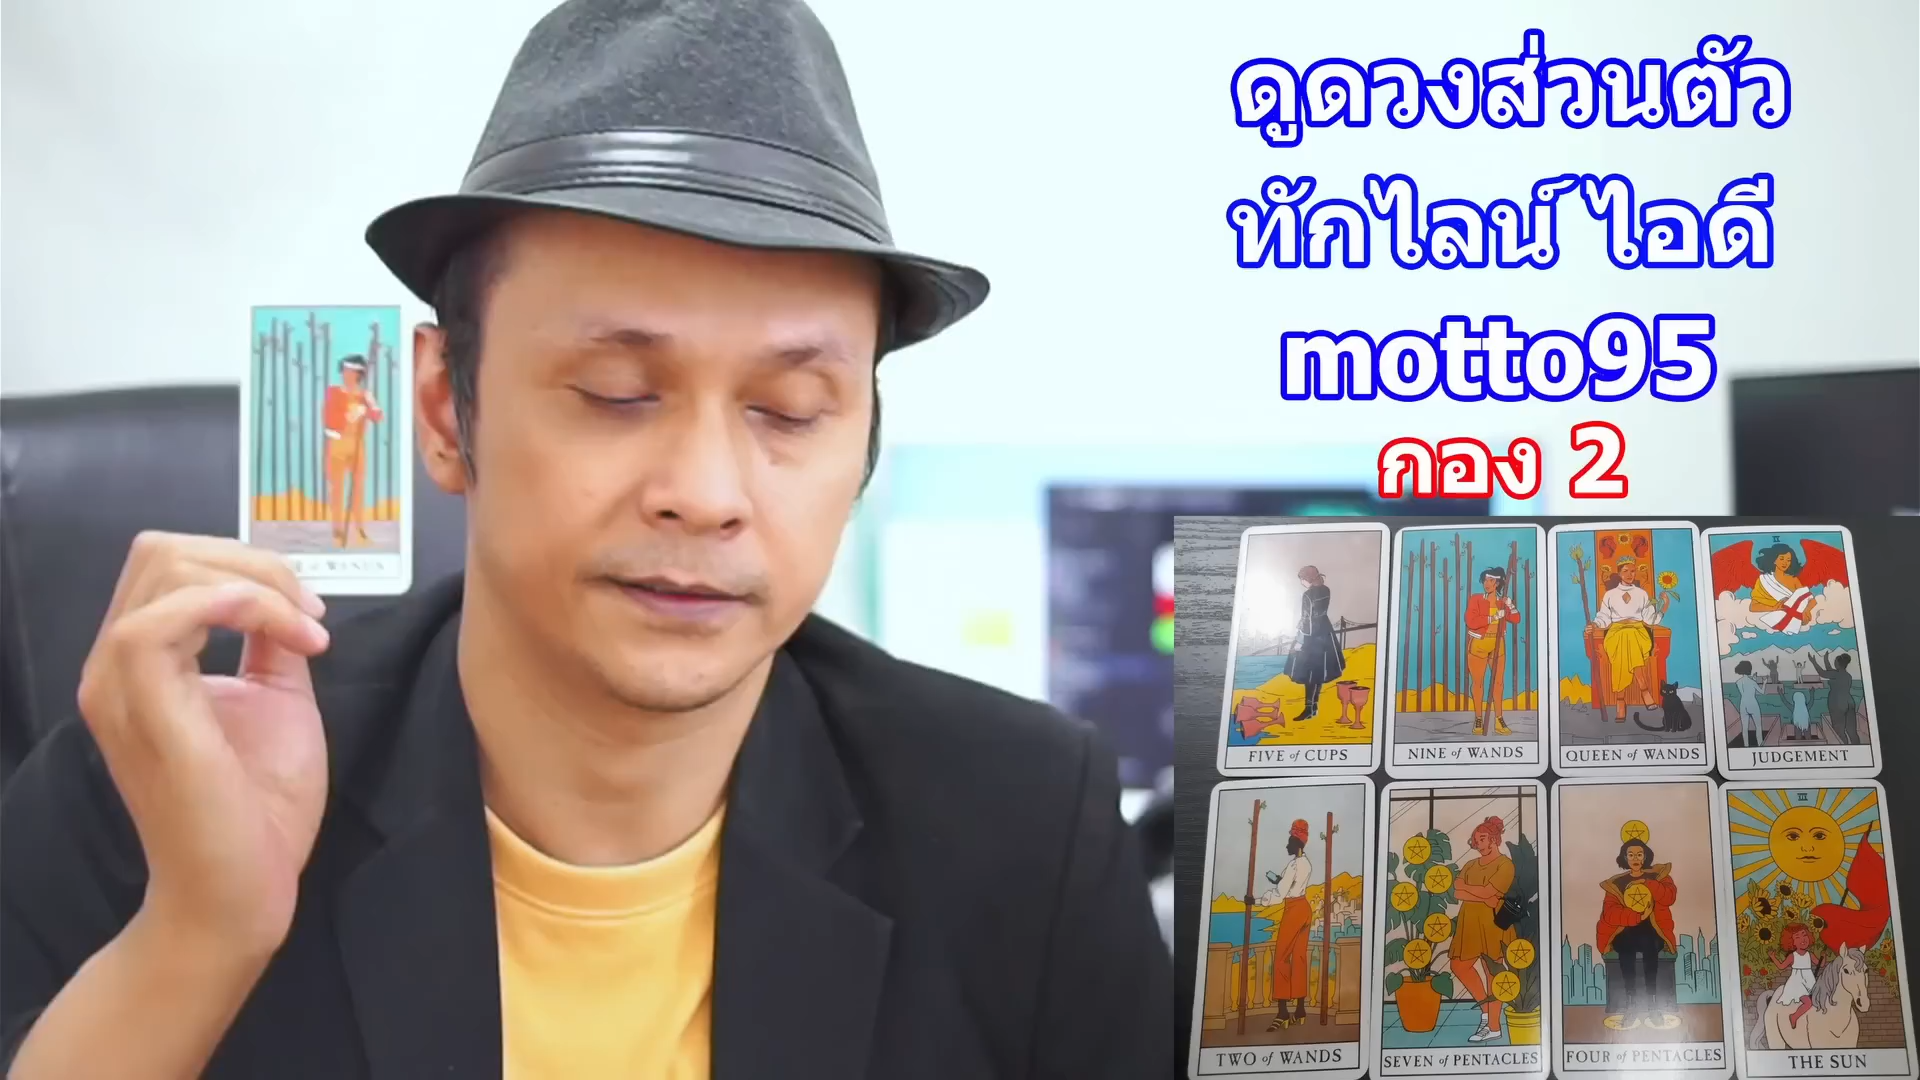 ดูดวงส่วนตัว
ทักไลน์ ไอดี
motto95
กอง 2
FIVE of CUPS
NINE of WANDS
QUEEN of WANDS
II
JUDGEMENT
TWO of WANDS
SEVEN of PENTACLES
FOUR of PENTACLES
THE SUN